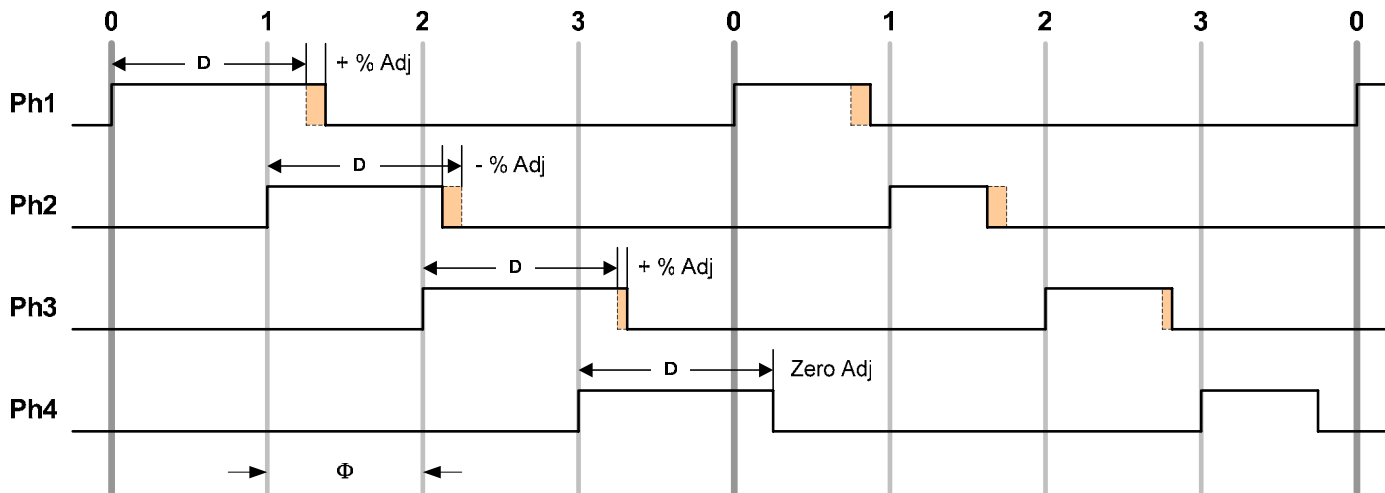 0 1 2 3 0 1 2 3 0
D + % Adj
Ph1
D - % Adj
Ph2
D + % Adj
Ph3
D Zero Adj
Ph4
Φ